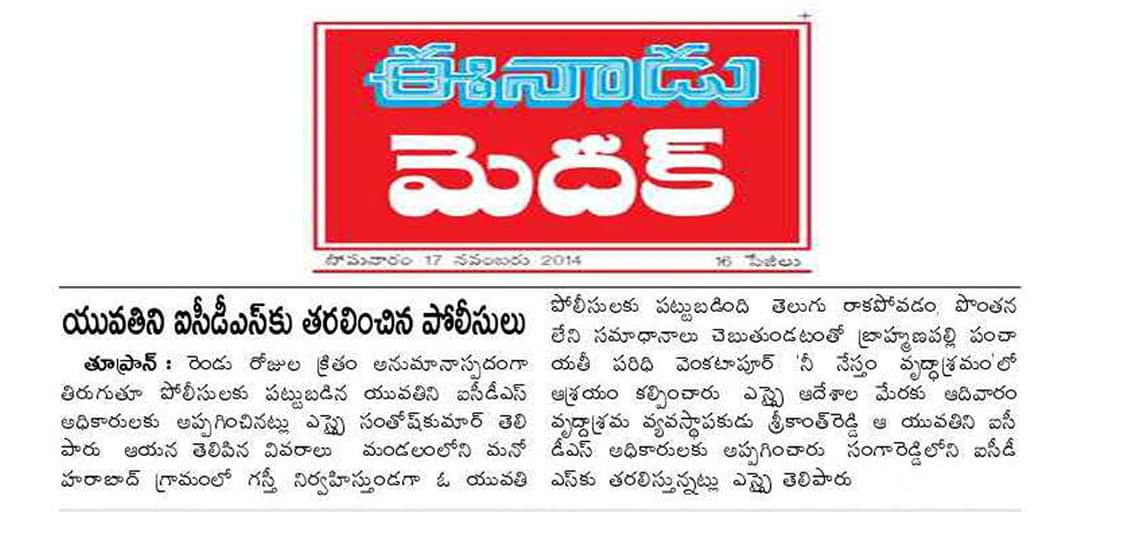 ఈనాడు
మెదక్
సోమవారం 17 నవంబరు 2014 16 పేజీలు
యువతిని ఐసీడీఎస్‌కు తరలించిన పోలీసులు
తూప్రాన్ : రెండు రోజుల క్రితం అనుమానాస్పదంగా
తిరుగుతూ పోలీసులకు పట్టుబడిన యువతిని ఐసీడీఎస్
అధికారులకు అప్పగించినట్లు ఎస్సై సంతోష్‌కుమార్ తెలి
పారు ఆయన తెలిపిన వివరాలు మండలంలోని మనో
హరాబాద్ గ్రామంలో గస్తీ నిర్వహిస్తుండగా ఓ యువతి
పోలీసులకు పట్టుబడింది తెలుగు రాకపోవడం, పొంతన
లేని సమాధానాలు చెబుతుండటంతో బ్రాహ్మణపల్లి పంచా
యతీ పరిధి వెంకటాపూర్ 'నీ నేస్తం వృద్ధాశ్రమం'లో
ఆశ్రయం కల్పించారు ఎస్సై ఆదేశాల మేరకు ఆదివారం
వృద్ధాశ్రమ వ్యవస్థాపకుడు శ్రీకాంత్‌రెడ్డి ఆ యువతిని ఐసీ
డీఎస్ అధికారులకు అప్పగించారు సంగారెడ్డిలోని ఐసీడీ
ఎస్‌కు తరలిస్తున్నట్లు ఎస్సై తెలిపారు